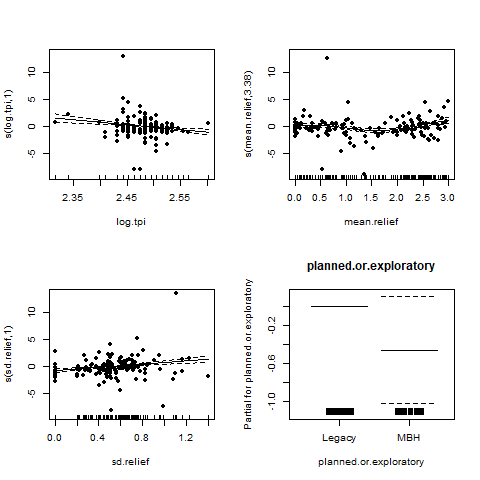 s(log.tpi,1)
10
5
0
-5
2.35
2.45
2.55
log.tpi
s(mean.relief,3.38)
10
5
0
-5
0.0
0.5
1.0
1.5
2.0
2.5
3.0
mean.relief
s(sd.relief,1)
10
5
0
-5
0.0
0.4
0.8
1.2
sd.relief
planned.or.exploratory
Partial for planned.or.exploratory
-0.2
-0.6
-1.0
Legacy
MBH
planned.or.exploratory